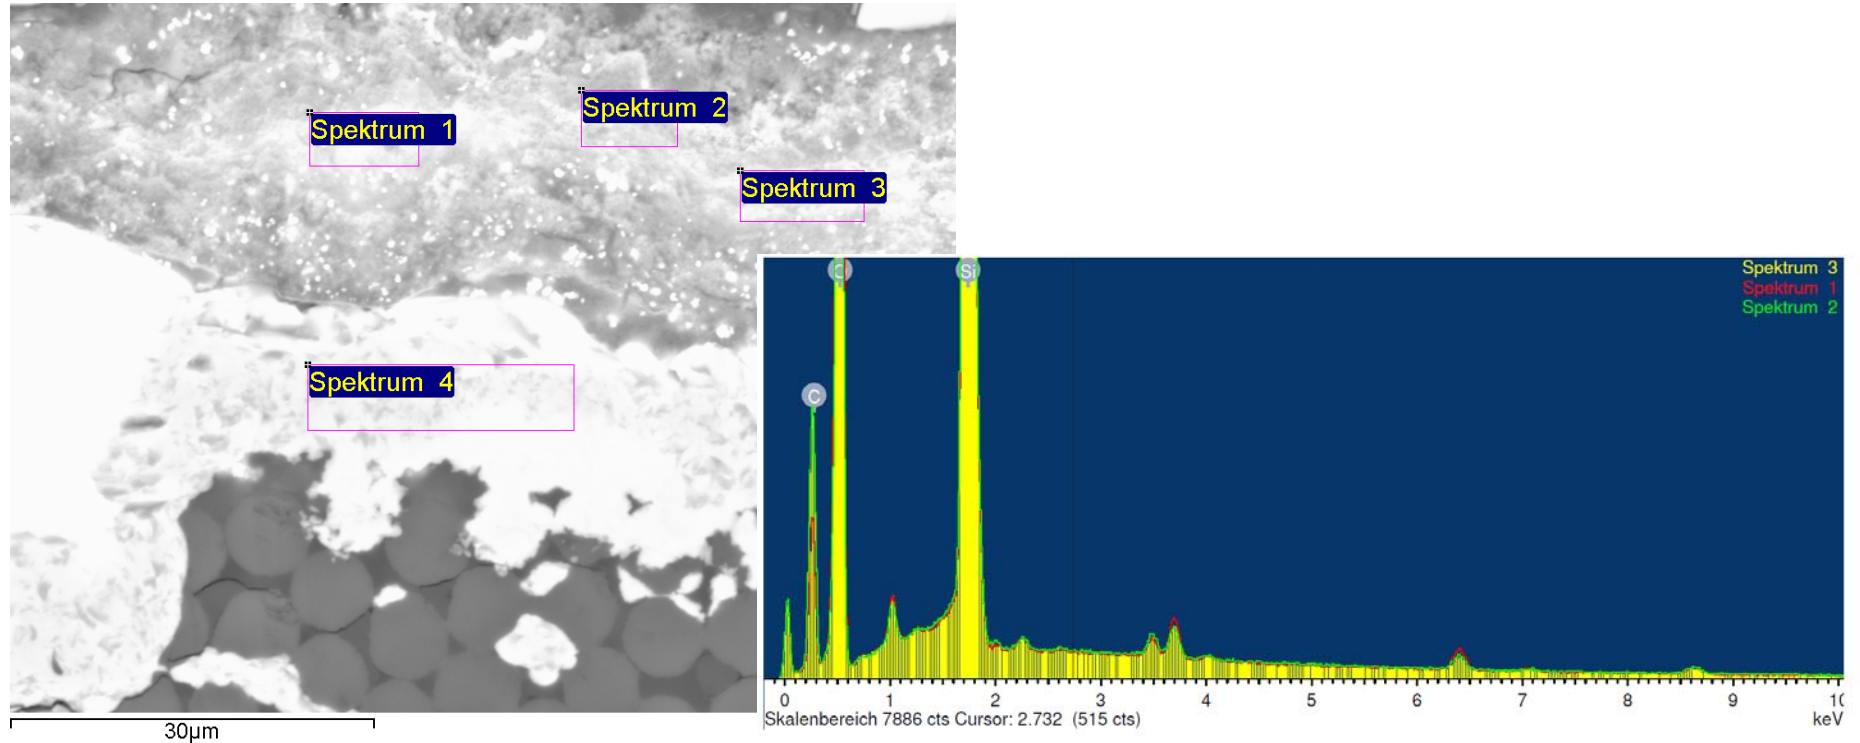 Spektrum 1
Spektrum 2
Spektrum 3
Spektrum 4
30µm
O
Si
C
Spektrum 3
Spektrum 1
Spektrum 2
0 1 2 3 4 5 6 7 8 9 10
Skalenbereich 7886 cts Cursor: 2.732 (515 cts)
keV